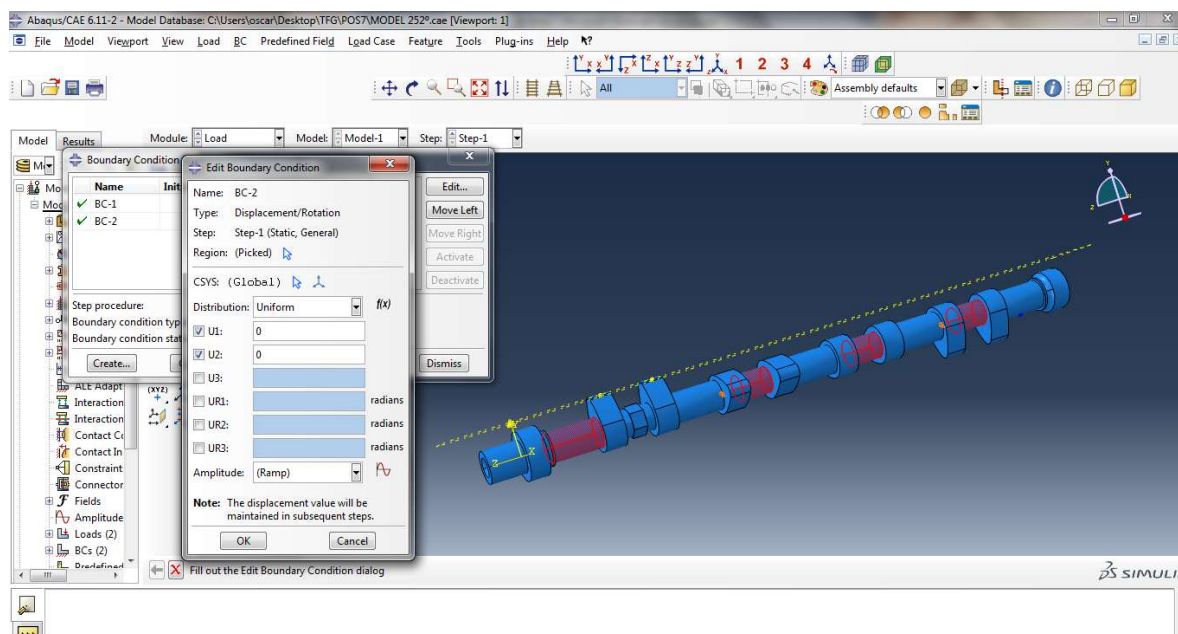 Abaqus/CAE 6.11-2 - Model Database: C:\Users\oscar\Desktop\TFG\POS7\MODEL 252º.cae [Viewport: 1]
File Model Viewport View Load BC Predefined Field Load Case Feature Tools Plug-ins Help
1 2 3 4
All Assembly defaults
Model Results Module: Load Model: Model-1 Step: Step-1
Boundary Condition
Name Init
BC-1
BC-2
Edit...
Move Left
Move Right
Activate
Deactivate
Step procedure:
Boundary condition typ
Boundary condition stat
Create...
Dismiss
Edit Boundary Condition
Name: BC-2
Type: Displacement/Rotation
Step: Step-1 (Static, General)
Region: (Picked)
CSYS: (Global)
Distribution: Uniform f(x)
U1: 0
U2: 0
U3:
UR1: radians
UR2: radians
UR3: radians
Amplitude: (Ramp)
Note: The displacement value will be
maintained in subsequent steps.
OK Cancel
Mo
Mod
ALE Adapt
Interaction
Interaction
Contact Co
Contact In
Constraint
Connector
Fields
Amplitude
Loads (2)
BCs (2)
Predefined
(XYZ)
Y
X
Z
Z X
Fill out the Edit Boundary Condition dialog
SIMULI